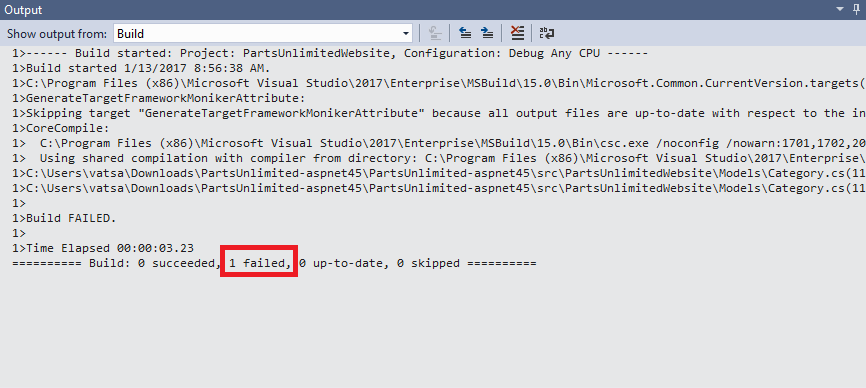 Output
Show output from: Build
1>------ Build started: Project: PartsUnlimitedWebsite, Configuration: Debug Any CPU ------
1>Build started 1/13/2017 8:56:38 AM.
1>C:\Program Files (x86)\Microsoft Visual Studio\2017\Enterprise\MSBuild\15.0\Bin\Microsoft.Common.CurrentVersion.targets(
1>GenerateTargetFrameworkMonikerAttribute:
1>Skipping target "GenerateTargetFrameworkMonikerAttribute" because all output files are up-to-date with respect to the in
1>CoreCompile:
1>  C:\Program Files (x86)\Microsoft Visual Studio\2017\Enterprise\MSBuild\15.0\Bin\csc.exe /noconfig /nowarn:1701,1702,20
1>  Using shared compilation with compiler from directory: C:\Program Files (x86)\Microsoft Visual Studio\2017\Enterprise\
1>C:\Users\vatsa\Downloads\PartsUnlimited-aspnet45\PartsUnlimited-aspnet45\src\PartsUnlimitedWebsite\Models\Category.cs(11
1>C:\Users\vatsa\Downloads\PartsUnlimited-aspnet45\PartsUnlimited-aspnet45\src\PartsUnlimitedWebsite\Models\Category.cs(11
1>
1>Build FAILED.
1>
1>Time Elapsed 00:00:03.23
========== Build: 0 succeeded, 1 failed, 0 up-to-date, 0 skipped ==========